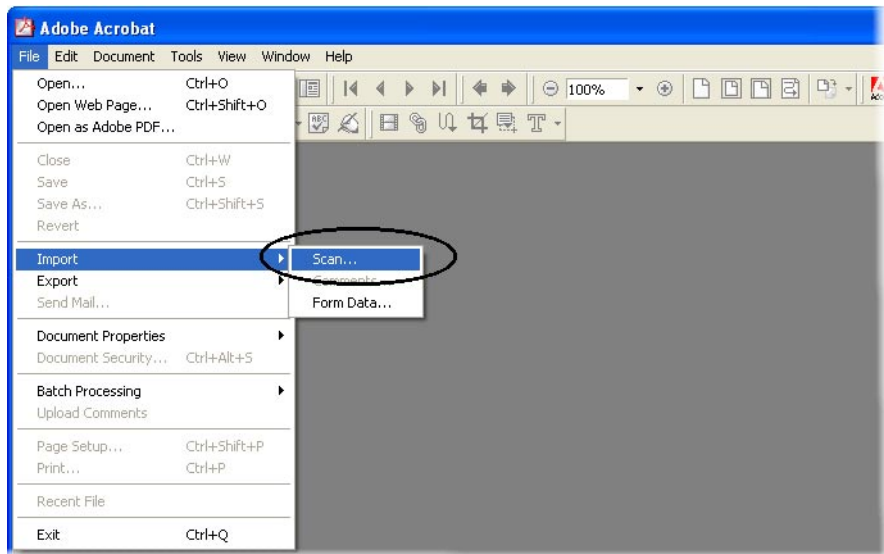 Adobe Acrobat
File Edit Document Tools View Window Help
100%
Open... Ctrl+O
Open Web Page... Ctrl+Shift+O
Open as Adobe PDF...
Close Ctrl+W
Save Ctrl+S
Save As... Ctrl+Shift+S
Revert
Import
Scan...
Export
Comments...
Send Mail...
Form Data...
Document Properties
Document Security... Ctrl+Alt+S
Batch Processing
Upload Comments
Page Setup... Ctrl+Shift+P
Print... Ctrl+P
Recent File
Exit Ctrl+Q